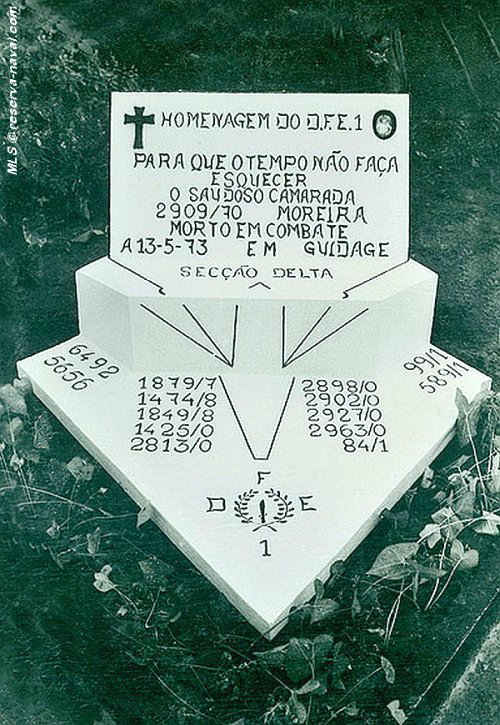 HOMENAGEM DO D.F.E.1
PARA QUE O TEMPO NÃO FAÇA
ESQUECER
O SAUDOSO CAMARADA
2909/70 MOREIRA
MORTO EM COMBATE
A 13-5-73 EM GUIDAGE
SECÇÃO DELTA
6492
5656
1879/7
1474/8
1849/8
1425/0
2813/0
2898/0
2902/0
2927/0
2963/0
84/1
99/1
589/1
F
D E
1
MLS © reserva-naval.com